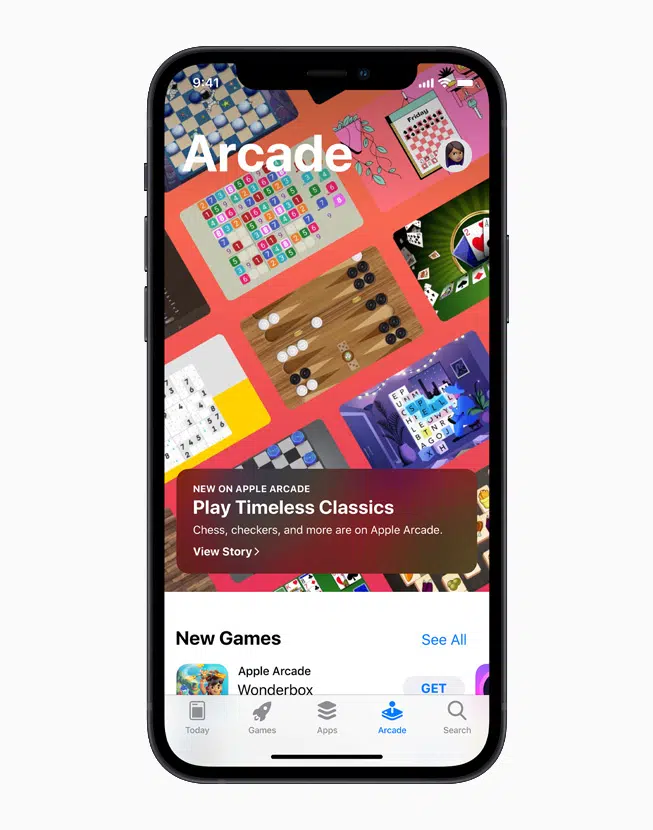 9:41
Arcade
Friday
NEW ON APPLE ARCADE
Play Timeless Classics
Chess, checkers, and more are on Apple Arcade.
View Story
New Games
See All
Apple Arcade
Wonderbox
GET
Today
Games
Apps
Arcade
Search